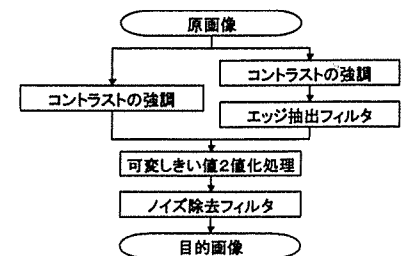 原画像
コントラストの強調
コントラストの強調
エッジ抽出フィルタ
可変しきい値2値化処理
ノイズ除去フィルタ
目的画像